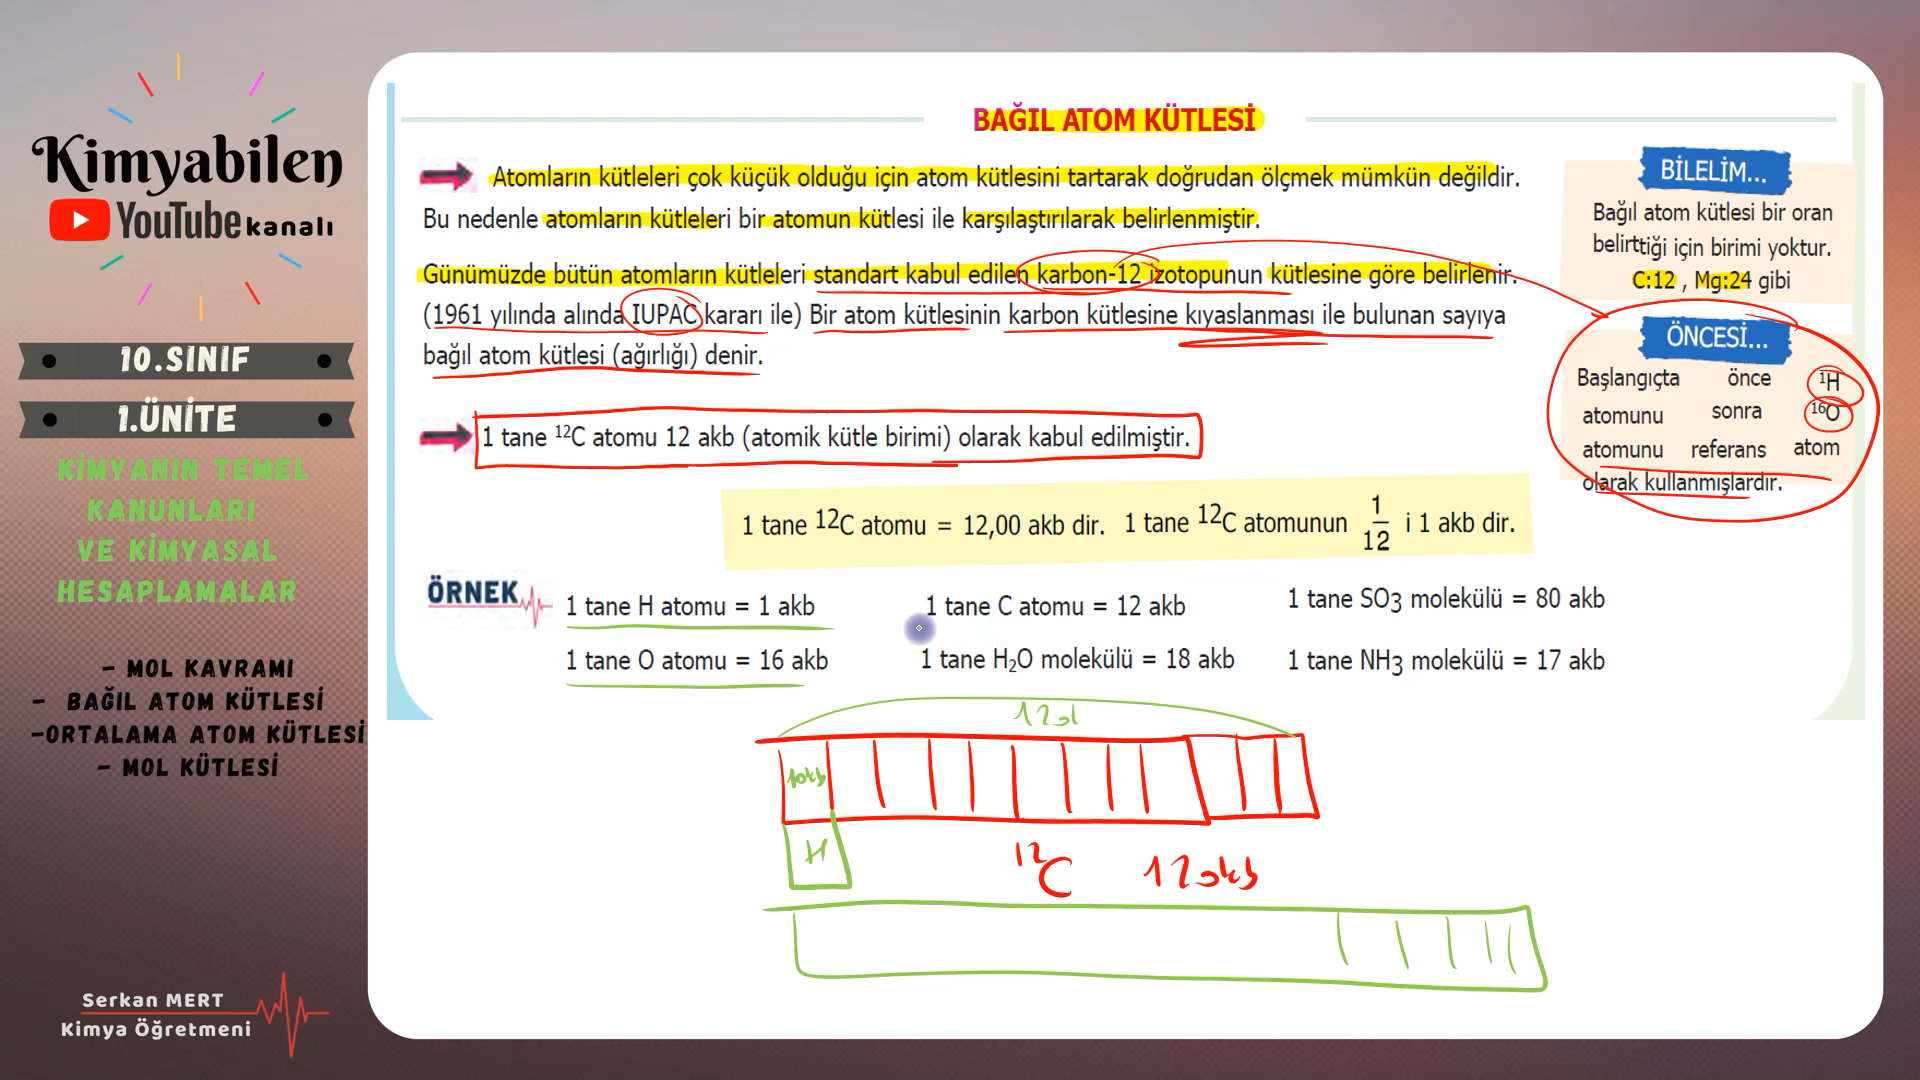 Kimyabilen
YouTube kanalı
10.SINIF
1.ÜNİTE
KİMYANIN TEMEL
KANUNLARI
VE KİMYASAL
HESAPLAMALAR
- MOL KAVRAMI
- BAĞIL ATOM KÜTLESİ
-ORTALAMA ATOM KÜTLESİ
- MOL KÜTLESİ
Serkan MERT
Kimya Öğretmeni
BAĞIL ATOM KÜTLESİ
Atomların kütleleri çok küçük olduğu için atom kütlesini tartarak doğrudan ölçmek mümkün değildir.
Bu nedenle atomların kütleleri bir atomun kütlesi ile karşılaştırılarak belirlenmiştir.
Günümüzde bütün atomların kütleleri standart kabul edilen karbon-12 izotopunun kütlesine göre belirlenir.
(1961 yılında alında IUPAC kararı ile) Bir atom kütlesinin karbon kütlesine kıyaslanması ile bulunan sayıya
bağıl atom kütlesi (ağırlığı) denir.
1 tane ¹²C atomu 12 akb (atomik kütle birimi) olarak kabul edilmiştir.
1 tane ¹²C atomu = 12,00 akb dir. 1 tane ¹²C atomunun 1/12 i 1 akb dir.
BİLELİM...
Bağıl atom kütlesi bir oran
belirttiği için birimi yoktur.
C:12 , Mg:24 gibi
ÖNCESİ...
Başlangıçta önce ¹H
atomunu sonra ¹⁶O
atomunu referans atom
olarak kullanmışlardır.
ÖRNEK
1 tane H atomu = 1 akb
1 tane C atomu = 12 akb
1 tane SO₃ molekülü = 80 akb
1 tane O atomu = 16 akb
1 tane H₂O molekülü = 18 akb
1 tane NH₃ molekülü = 17 akb
1akb
H
¹²C 12akb